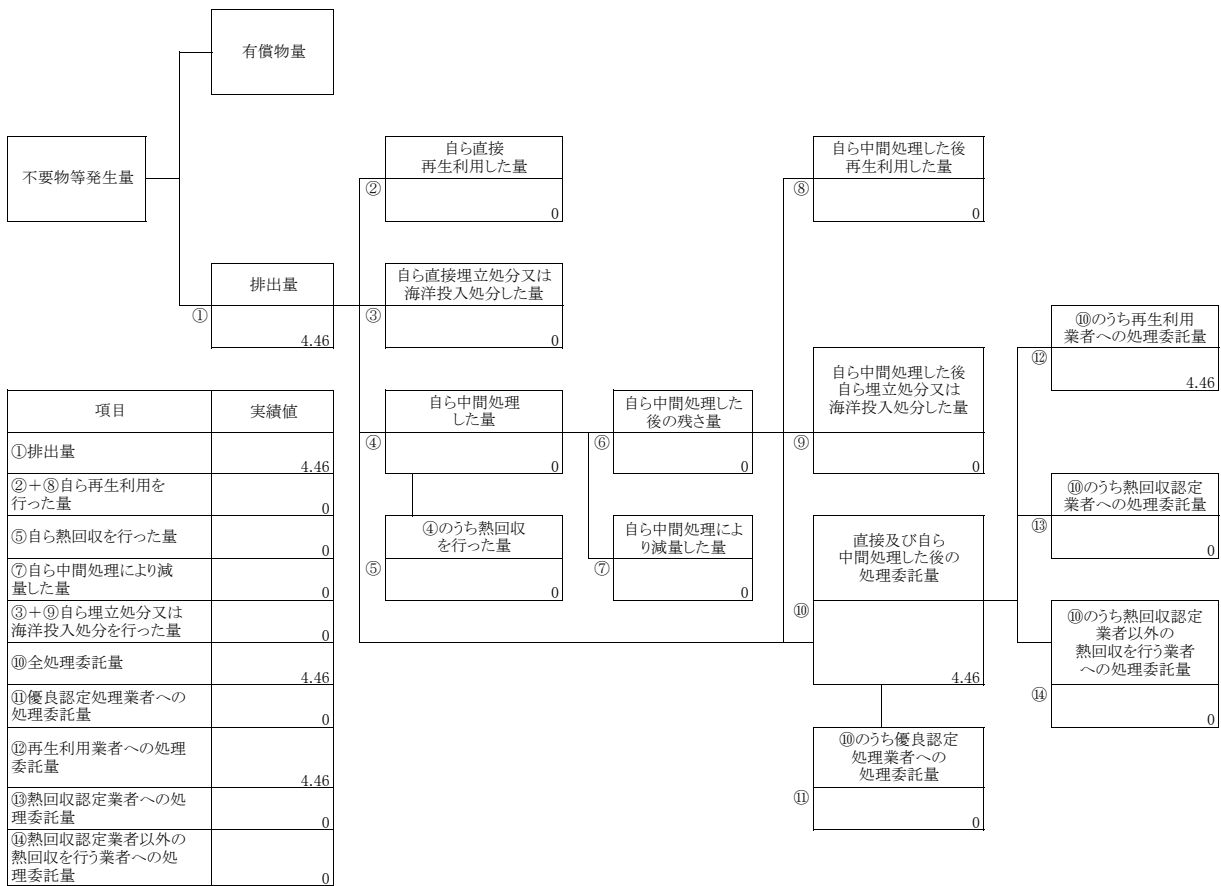 有償物量
不要物等発生量
自ら直接
再生利用した量
②
0
自ら中間処理した後
再生利用した量
⑧
0
排出量
①
4.46
自ら直接埋立処分又は
海洋投入処分した量
③
0
⑩のうち再生利用
業者への処理委託量
⑫
4.46
自ら中間処理
した量
④
0
自ら中間処理した
後の残さ量
⑥
0
自ら中間処理した後
自ら埋立処分又は
海洋投入処分した量
⑨
0
⑩のうち熱回収認定
業者への処理委託量
⑬
0
④のうち熱回収
を行った量
⑤
0
自ら中間処理によ
り減量した量
⑦
0
直接及び自ら
中間処理した後の
処理委託量
⑩
4.46
⑩のうち熱回収認定
業者以外の
熱回収を行う業者
への処理委託量
⑭
0
⑩のうち優良認定
処理業者への
処理委託量
⑪
0
項目 実績値
①排出量
4.46
②+⑧自ら再生利用を
行った量
0
⑤自ら熱回収を行った量
0
⑦自ら中間処理により減
量した量
0
③+⑨自ら埋立処分又は
海洋投入処分を行った量
0
⑩全処理委託量
4.46
⑪優良認定処理業者への
処理委託量
0
⑫再生利用業者への処理
委託量
4.46
⑬熱回収認定業者への処
理委託量
0
⑭熱回収認定業者以外の
熱回収を行う業者への処
理委託量
0